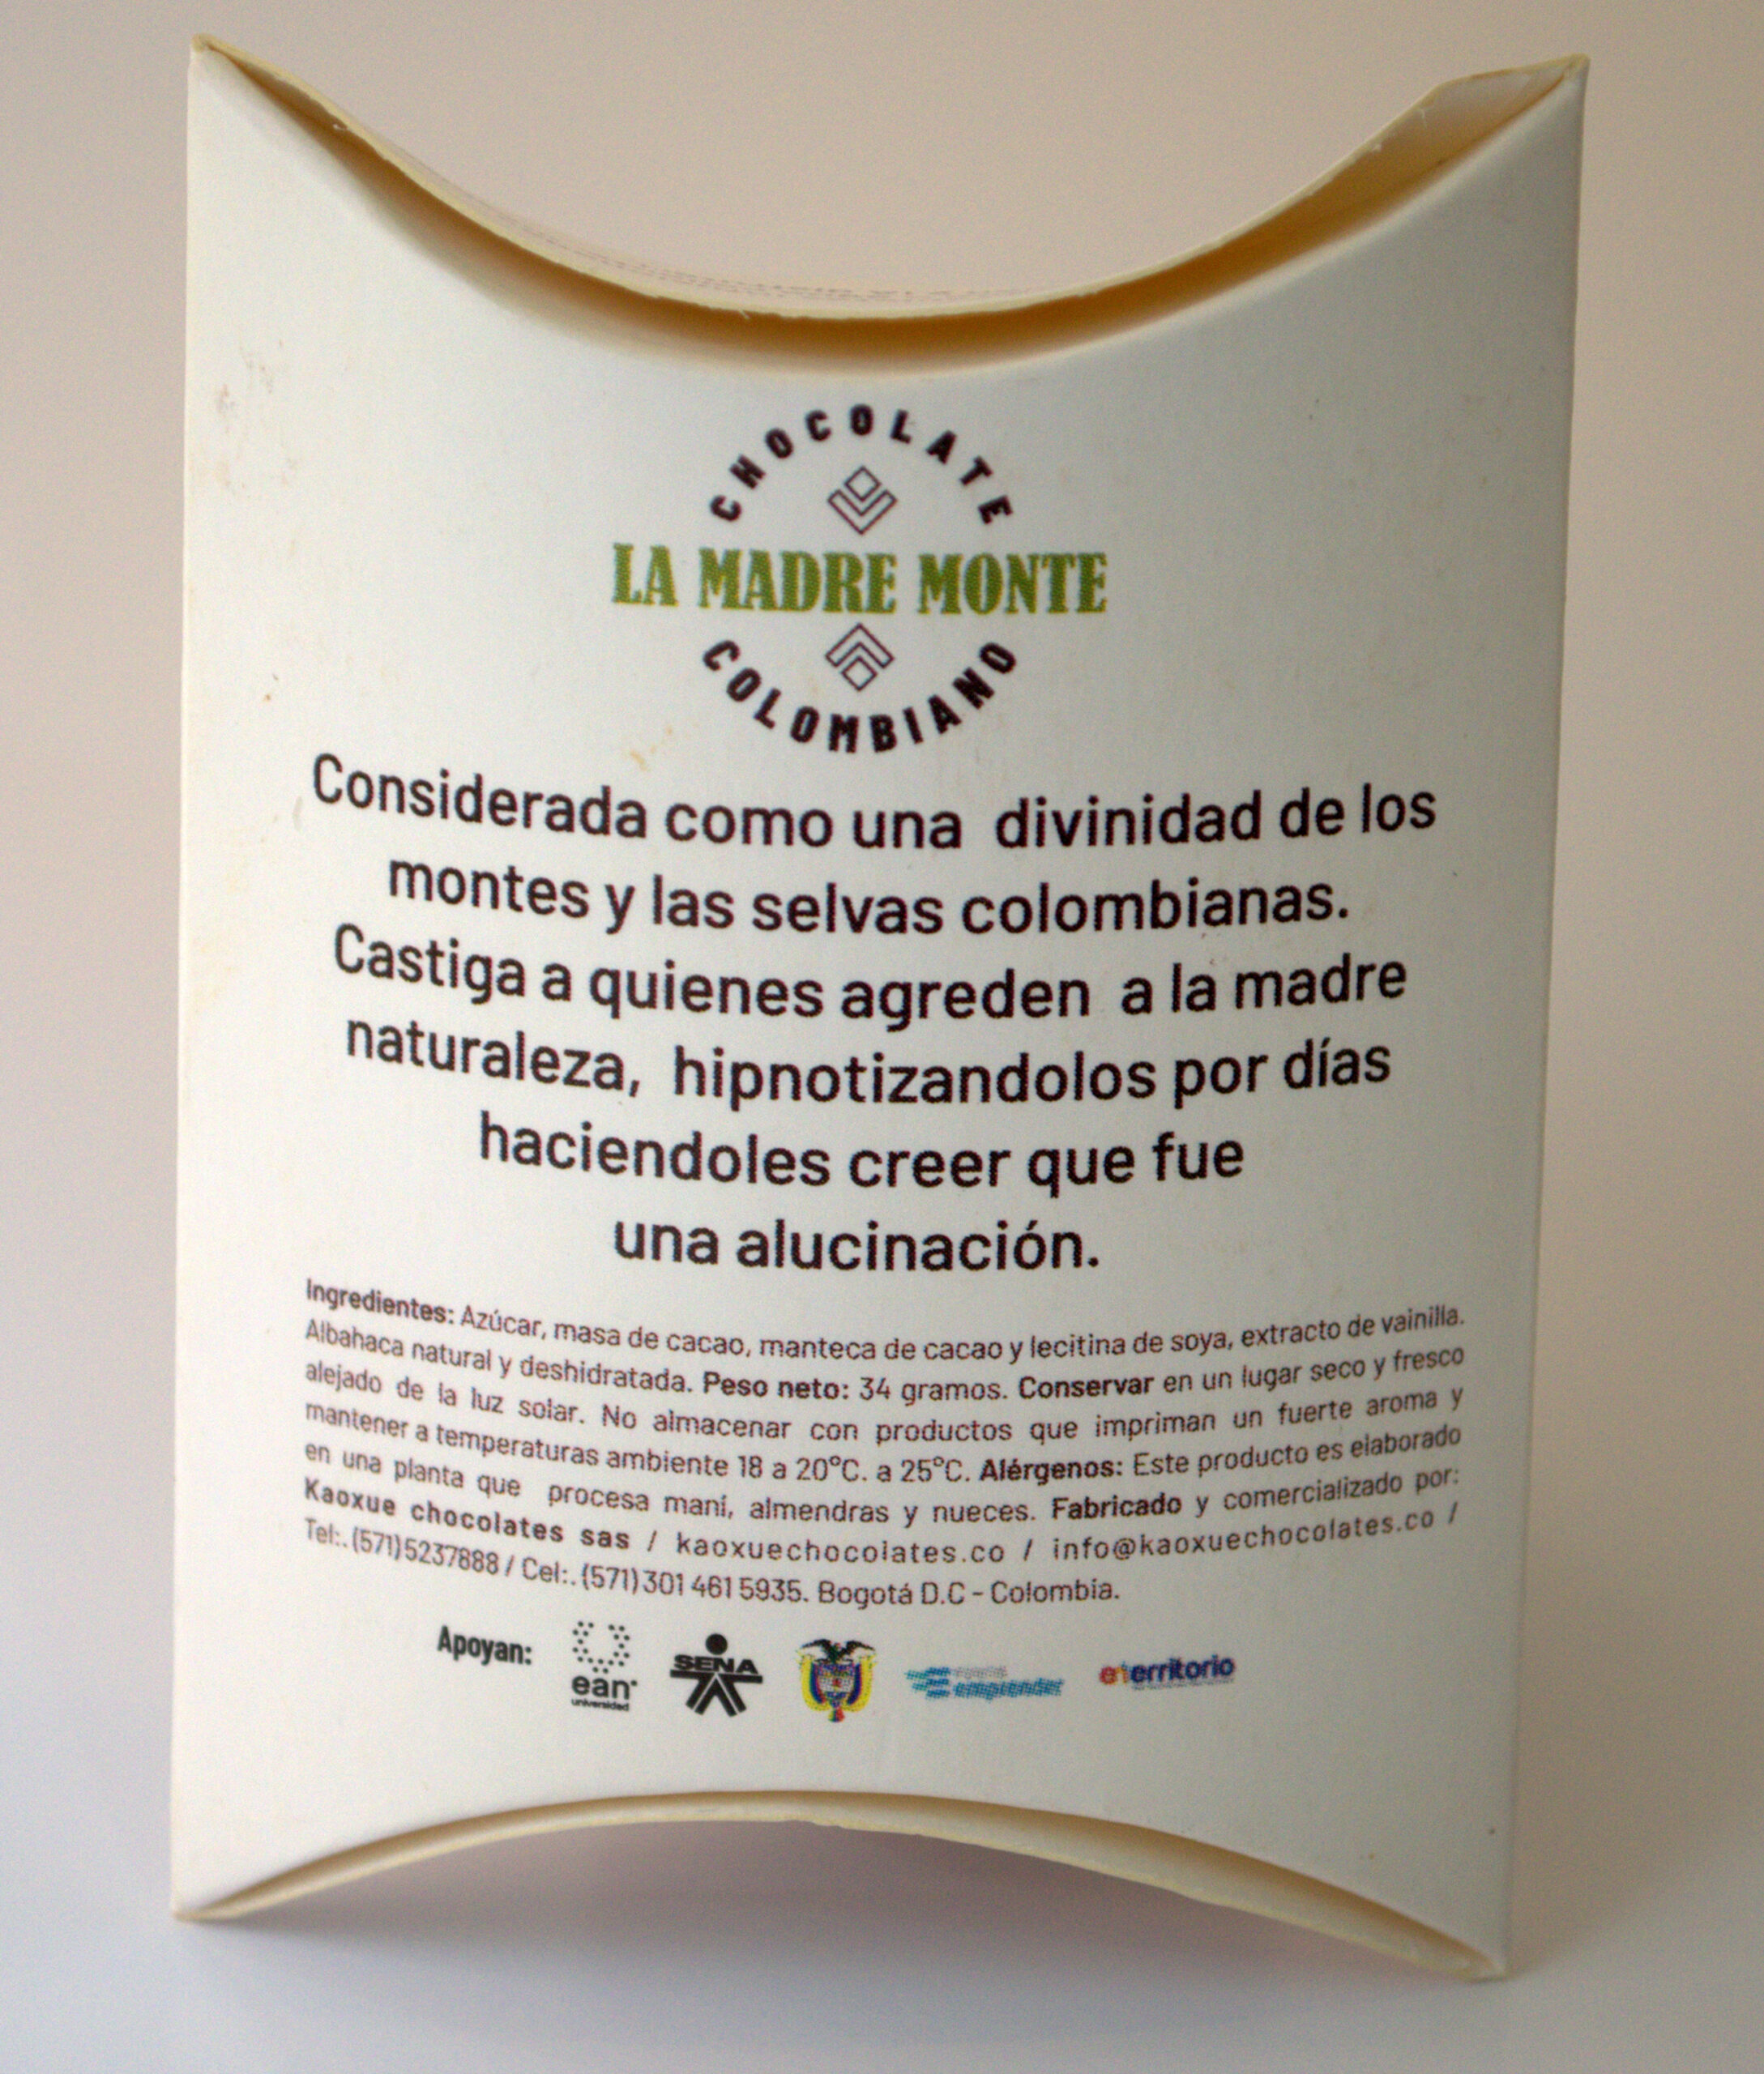 CHOCOLATE
LA MADRE MONTE
COLOMBIANO
Considerada como una divinidad de los
montes y las selvas colombianas.
Castiga a quienes agreden a la madre
naturaleza, hipnotizandolos por días
haciendoles creer que fue
una alucinación.
Ingredientes: Azúcar, masa de cacao, manteca de cacao y lecitina de soya, extracto de vainilla.
Albahaca natural y deshidratada. Peso neto: 34 gramos. Conservar en un lugar seco y fresco
alejado de la luz solar. No almacenar con productos que impriman un fuerte aroma y
mantener a temperaturas ambiente 18 a 20°C. a 25°C. Alérgenos: Este producto es elaborado
en una planta que procesa maní, almendras y nueces. Fabricado y comercializado por:
Kaoxue chocolates sas / kaoxuechocolates.co / info@kaoxuechocolates.co /
Tel:. (571)5237888 / Cel:. (571)301 461 5935. Bogotá D.C - Colombia.
Apoyan:
ean
universidad
SENA
emprender
eterritorio